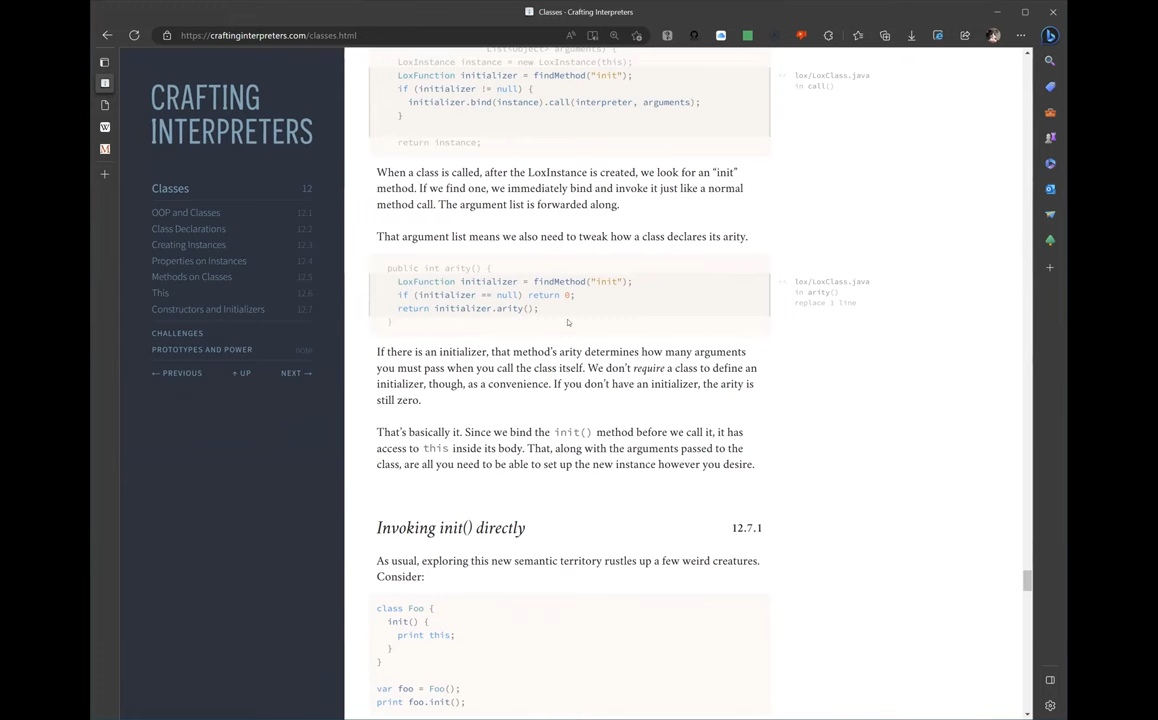 Classes - Crafting Interpreters
https://craftinginterpreters.com/classes.html
CRAFTING
INTERPRETERS
Classes 12
OOP and Classes 12.1
Class Declarations 12.2
Creating Instances 12.3
Properties on Instances 12.4
Methods on Classes 12.5
This 12.6
Constructors and Initializers 12.7
CHALLENGES
PROTOTYPES AND POWER note
← PREVIOUS ↑ UP NEXT →
List<Object> arguments) {
LoxInstance instance = new LoxInstance(this);
LoxFunction initializer = findMethod("init");
if (initializer != null) {
initializer.bind(instance).call(interpreter, arguments);
}
return instance;
lox/LoxClass.java
in call()
When a class is called, after the LoxInstance is created, we look for an “init”
method. If we find one, we immediately bind and invoke it just like a normal
method call. The argument list is forwarded along.
That argument list means we also need to tweak how a class declares its arity.
public int arity() {
LoxFunction initializer = findMethod("init");
if (initializer == null) return 0;
return initializer.arity();
}
lox/LoxClass.java
in arity()
replace 1 line
If there is an initializer, that method’s arity determines how many arguments
you must pass when you call the class itself. We don’t require a class to define an
initializer, though, as a convenience. If you don’t have an initializer, the arity is
still zero.
That’s basically it. Since we bind the init() method before we call it, it has
access to this inside its body. That, along with the arguments passed to the
class, are all you need to be able to set up the new instance however you desire.
Invoking init() directly 12.7.1
As usual, exploring this new semantic territory rustles up a few weird creatures.
Consider:
class Foo {
init() {
print this;
}
}
var foo = Foo();
print foo.init();